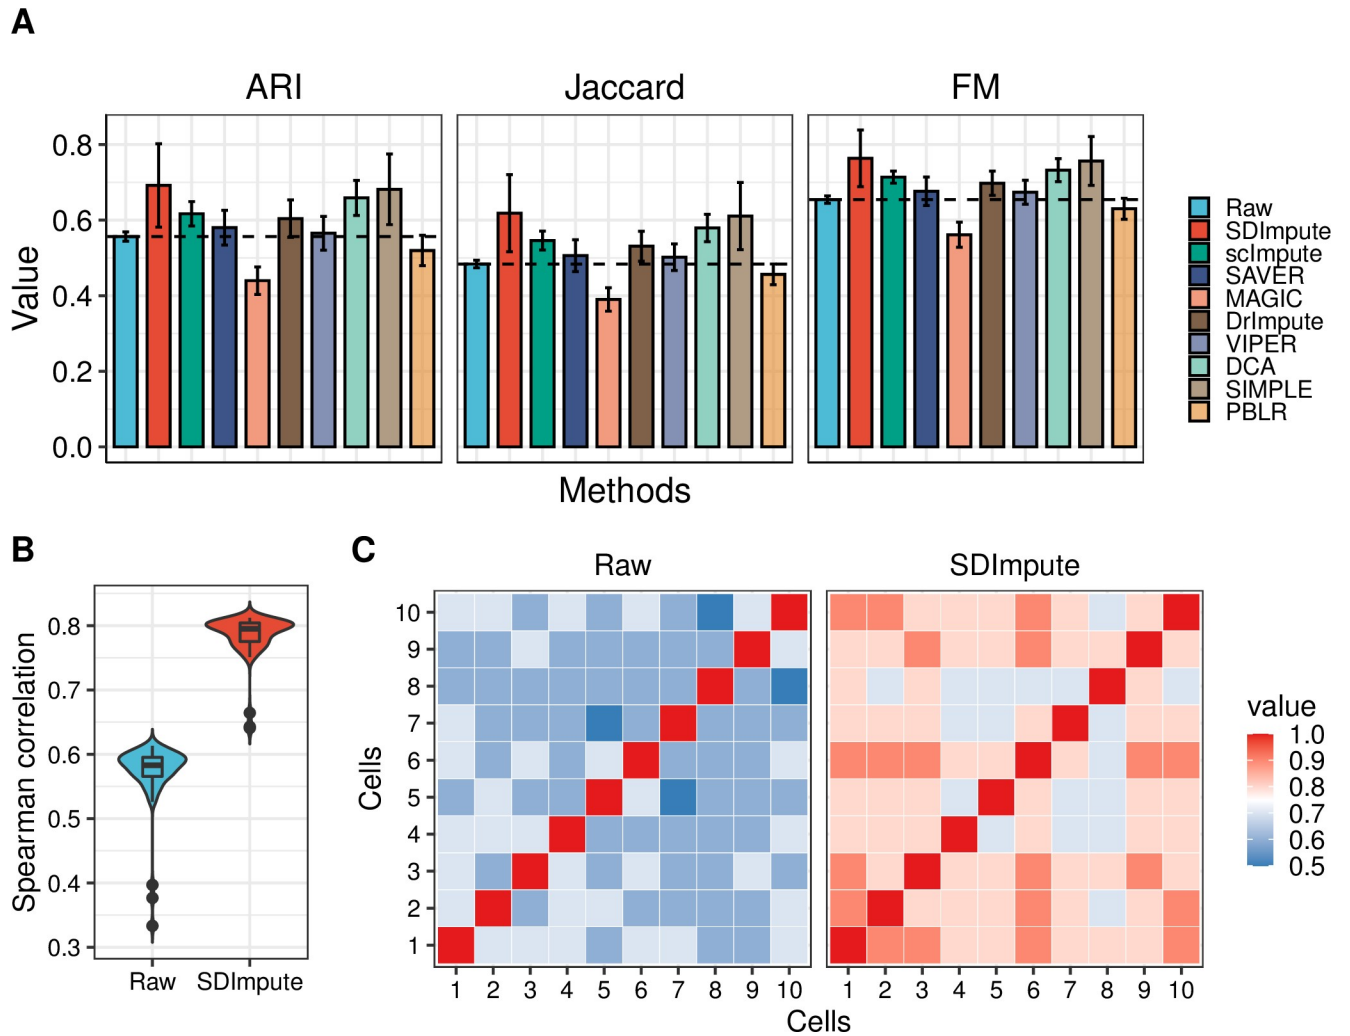 A
ARI
Jaccard
FM
Value
0.8
0.6
0.4
0.2
0.0
Methods
Raw
SDImpute
scImpute
SAVER
MAGIC
DrImpute
VIPER
DCA
SIMPLE
PBLR
B
Spearman correlation
0.8
0.7
0.6
0.5
0.4
0.3
Raw SDImpute
C
Raw
SDImpute
Cells
10
9
8
7
6
5
4
3
2
1
1 2 3 4 5 6 7 8 9 10
1 2 3 4 5 6 7 8 9 10
Cells
value
1.0
0.9
0.8
0.7
0.6
0.5